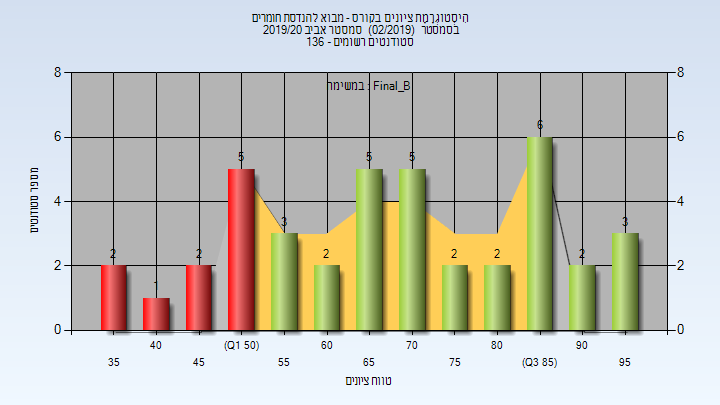 היסטוגרמת ציונים בקורס - מבוא להנדסת חומרים
בסמסטר (02/2019) סמסטר אביב 2019/20
סטודנטים רשומים - 136
במשימה : Final_B
8 8
6 6
4 4
2 2
0 0
2 1 2 5 3 2 5 5 2 2 6 2 3
מספר סטודנטים
35 40 45 (Q1 50) 55 60 65 70 75 80 (Q3 85) 90 95
טווח ציונים